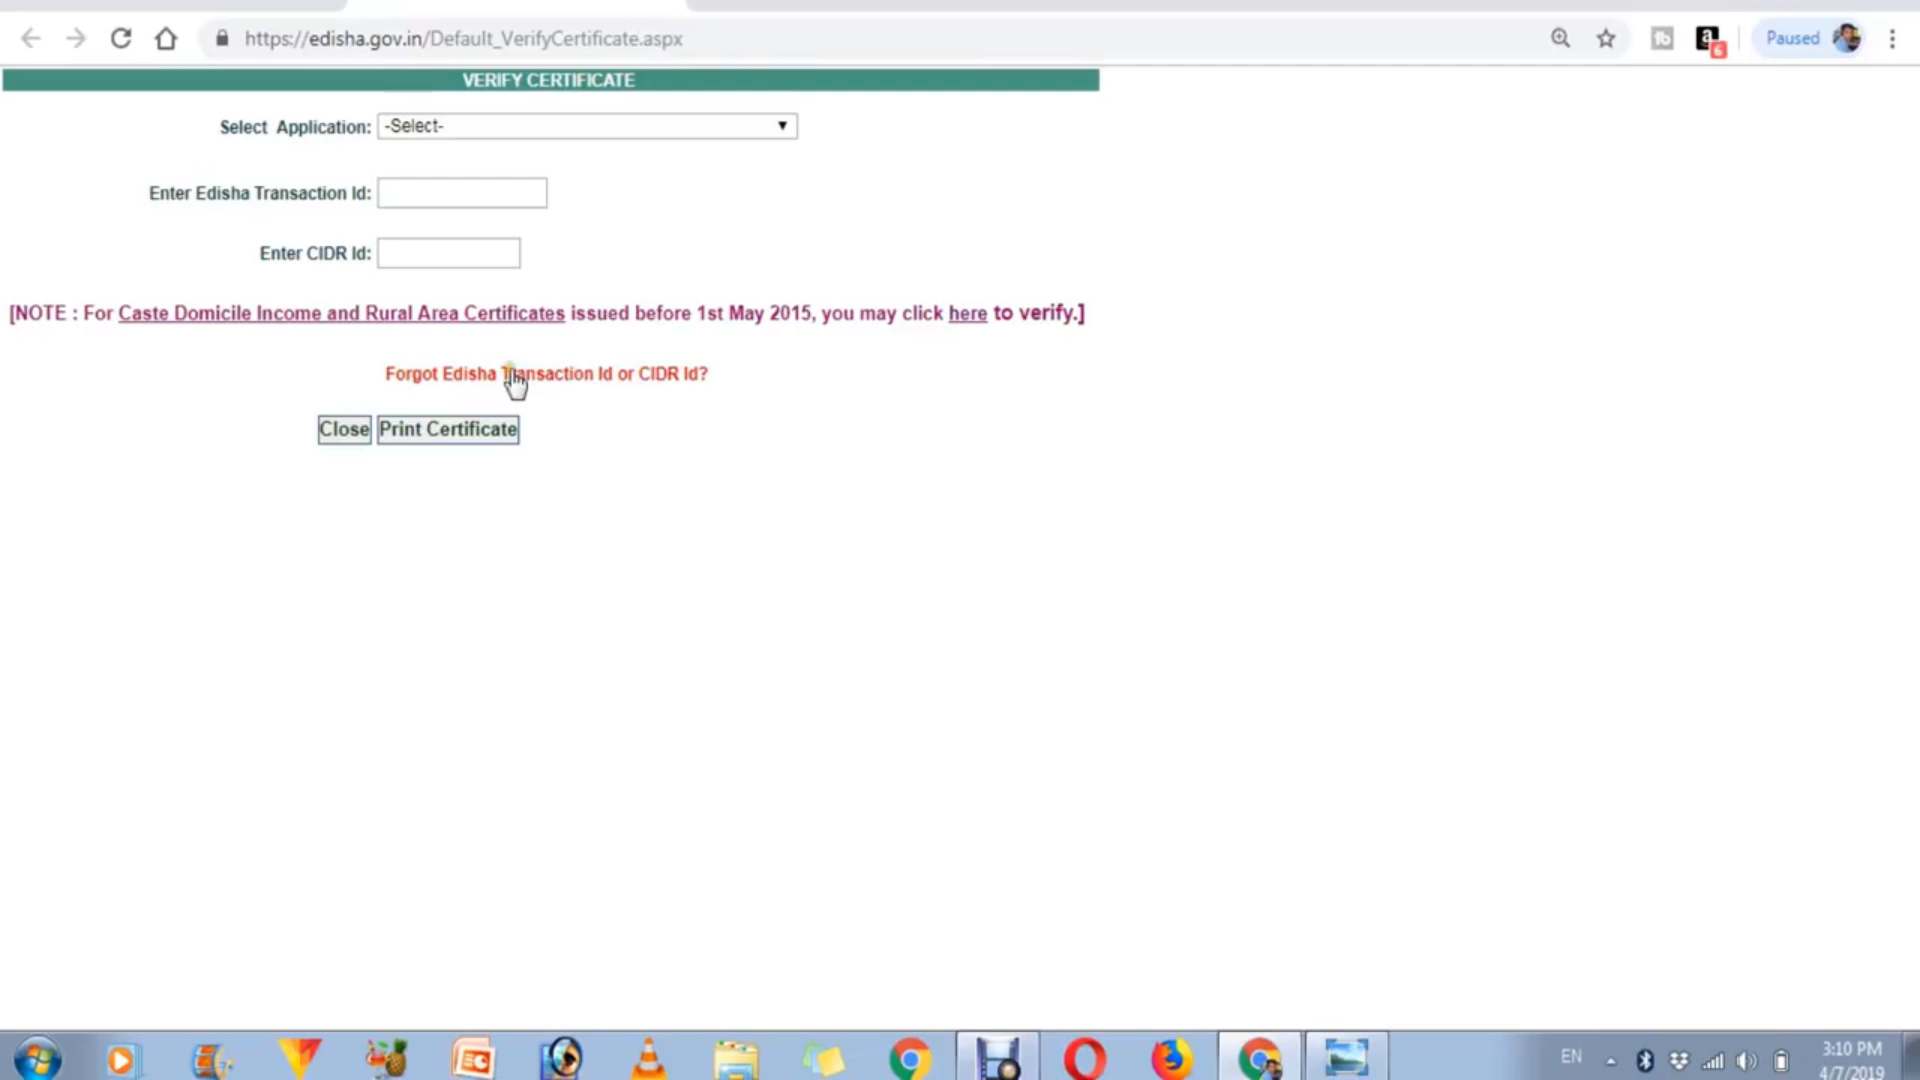 https://edisha.gov.in/Default_VerifyCertificate.aspx
6
Paused
VERIFY CERTIFICATE
Select Application: -Select-
Enter Edisha Transaction Id:
Enter CIDR Id:
[NOTE : For Caste Domicile Income and Rural Area Certificates issued before 1st May 2015, you may click here to verify.]
Forgot Edisha Transaction Id or CIDR Id?
Close Print Certificate
EN
3:10 PM
4/7/2019